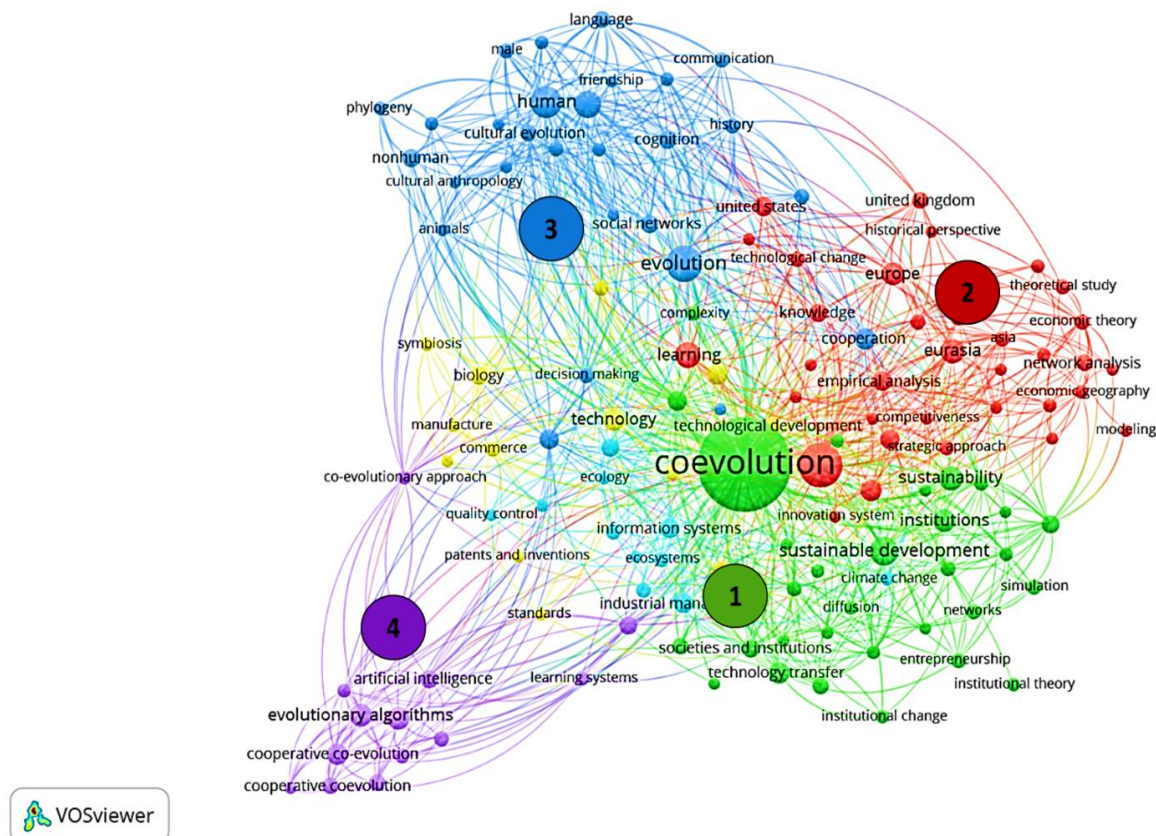 language
male
communication
friendship
human
phylogeny
cultural evolution
history
cognition
nonhuman
cultural anthropology
united states
united kingdom
3
social networks
animals
historical perspective
technological change
evolution
europe
2
theoretical study
complexity
knowledge
economic theory
cooperation
symbiosis
learning
eurasia
asia
network analysis
biology
decision making
empirical analysis
economic geography
technology
technological development
competitiveness
manufacture
modeling
commerce
strategic approach
coevolution
co-evolutionary approach
ecology
sustainability
quality control
innovation system
institutions
information systems
patents and inventions
ecosystems
sustainable development
climate change
simulation
industrial mana
1
standards
diffusion
networks
4
societies and institutions
entrepreneurship
artificial intelligence
learning systems
technology transfer
institutional theory
evolutionary algorithms
institutional change
cooperative co-evolution
cooperative coevolution
VOSviewer